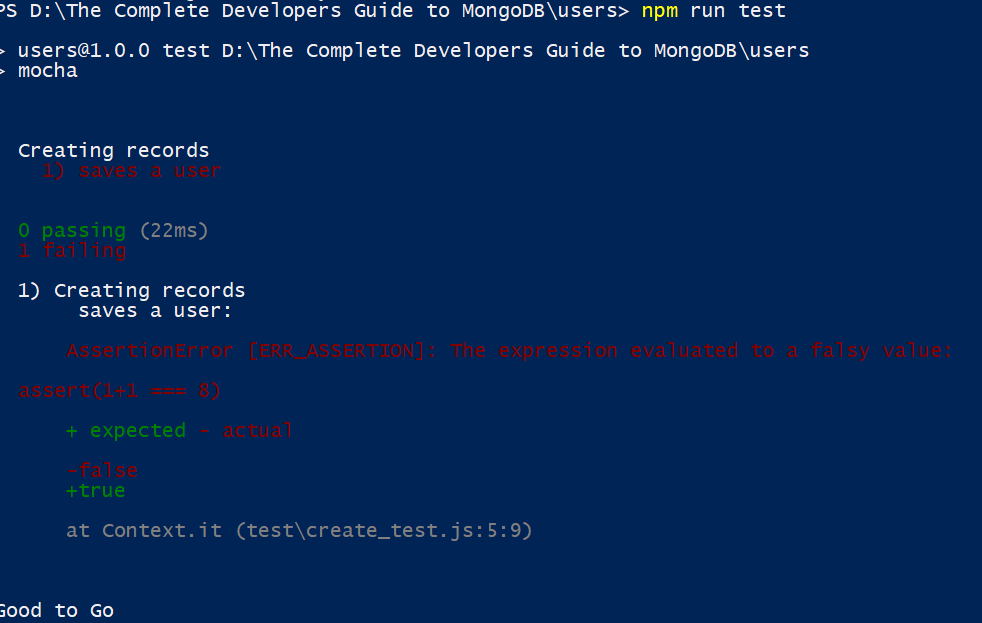 PS D:\The Complete Developers Guide to MongoDB\users> npm run test
> users@1.0.0 test D:\The Complete Developers Guide to MongoDB\users
> mocha
Creating records
1) saves a user
0 passing (22ms)
1 failing
1) Creating records
saves a user:
AssertionError [ERR_ASSERTION]: The expression evaluated to a falsy value:
assert(1+1 === 8)
+ expected - actual
-false
+true
at Context.it (test\create_test.js:5:9)
Good to Go